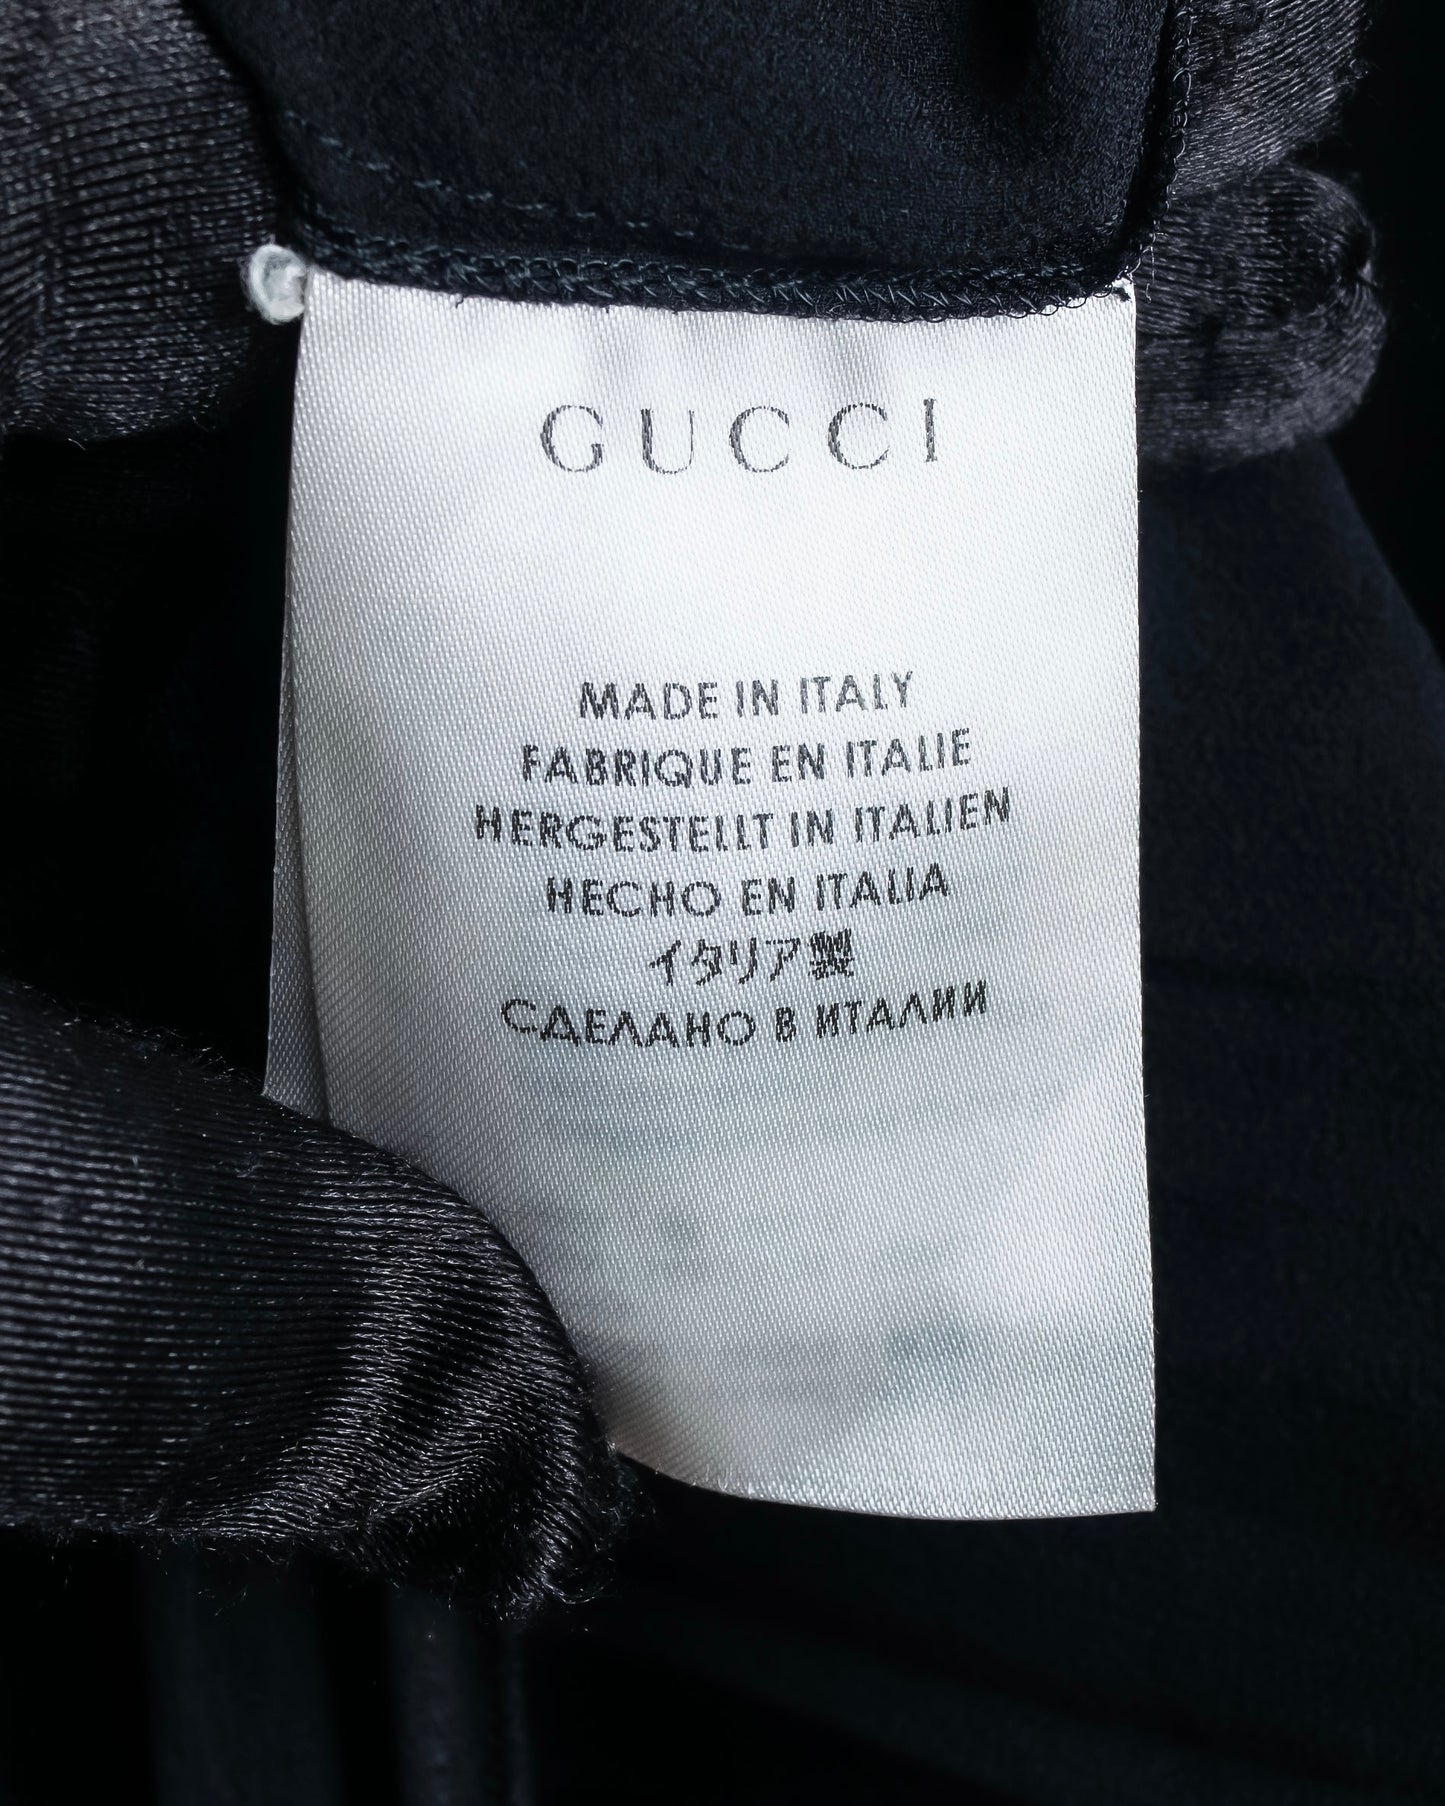 GUCCI
MADE IN ITALY
FABRIQUE EN ITALIE
HERGESTELLT IN ITALIEN
HECHO EN ITALIA
イタリア製
СДЕЛАНО В ИТАЛИИ